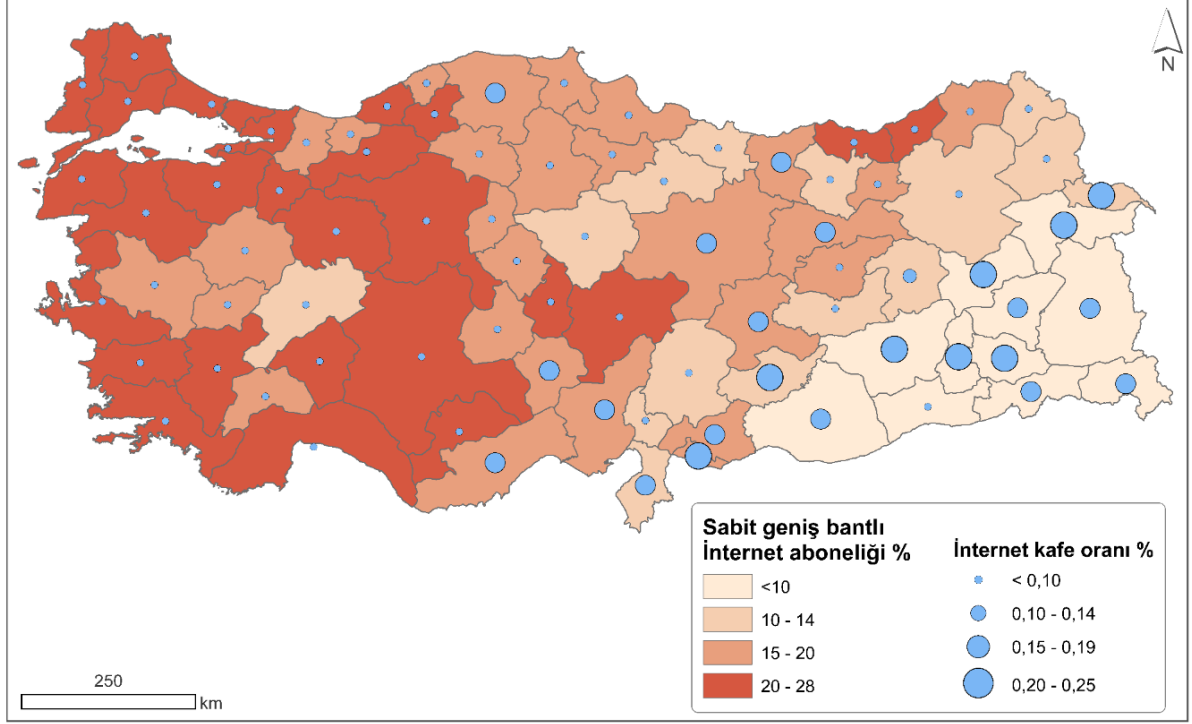 N
Sabit geniş bantlı
İnternet aboneliği %
<10
10 - 14
15 - 20
20 - 28
İnternet kafe oranı %
< 0,10
0,10 - 0,14
0,15 - 0,19
0,20 - 0,25
250
km